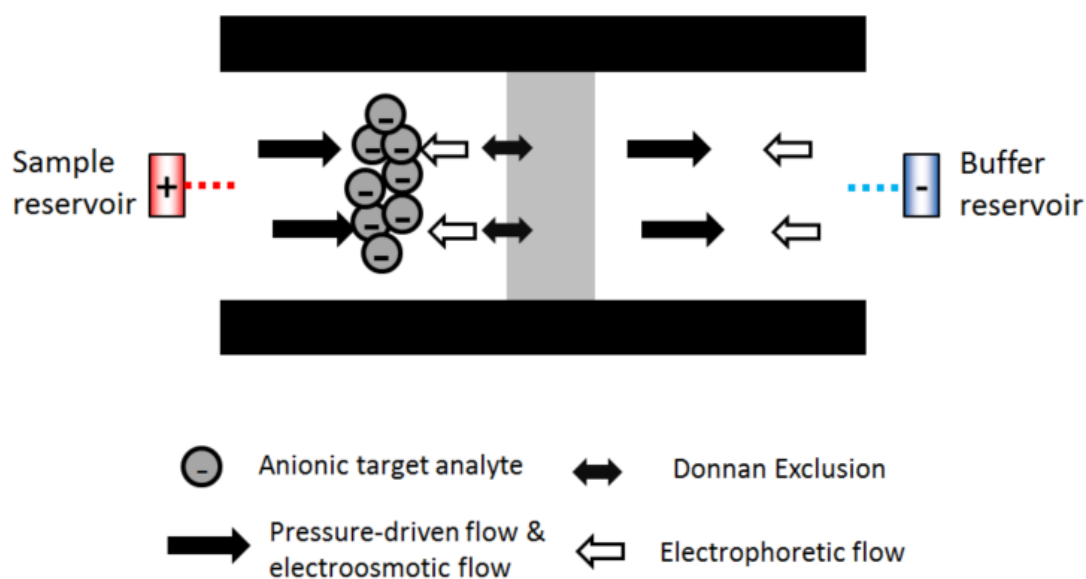 Sample
reservoir
+
-
-
-
-
-
-
-
-
-
Buffer
reservoir
- Anionic target analyte
Donnan Exclusion
Pressure-driven flow &
electroosmotic flow
Electrophoretic flow